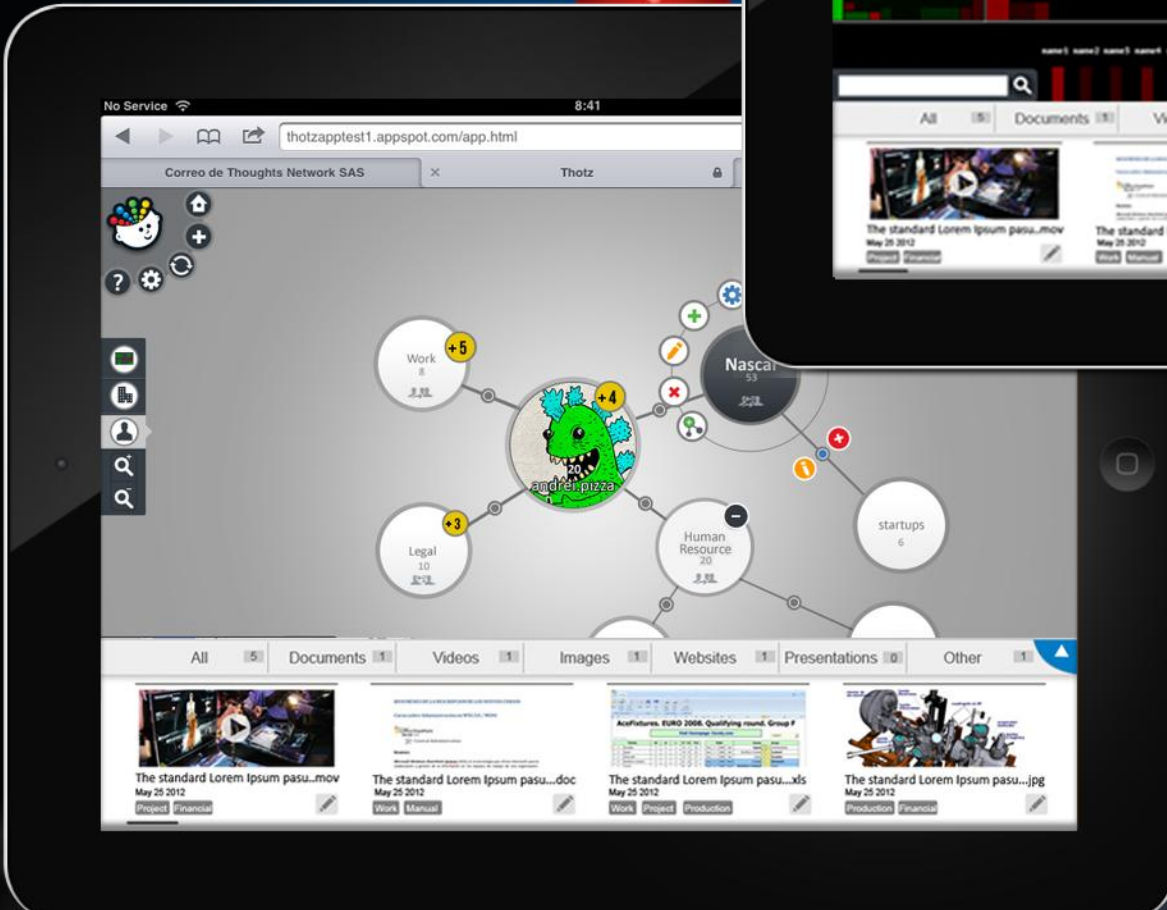 name1 name2 name3 name4
All 5 Documents 1
The standard Lorem Ipsum pasu...mov
May 25 2012
Project Financial
The standard
May 25 2012
Work Manual
No Service 8:41
thotzapptest1.appspot.com/app.html
Correo de Thoughts Network SAS × Thotz
?
Work
8
+5
+4
20
andrei.pizza
Nascar
53
+3
Legal
10
Human
Resource
20
startups
6
i
All 5 Documents 1 Videos 1 Images 1 Websites 1 Presentations 0 Other 1
AceFixtures. EURO 2008. Qualifying round. Group F
The standard Lorem Ipsum pasu...mov
May 25 2012
Project Financial
The standard Lorem Ipsum pasu...doc
May 25 2012
Work Manual
The standard Lorem Ipsum pasu...xls
May 25 2012
Work Project Production
The standard Lorem Ipsum pasu...jpg
May 25 2012
Production Financial